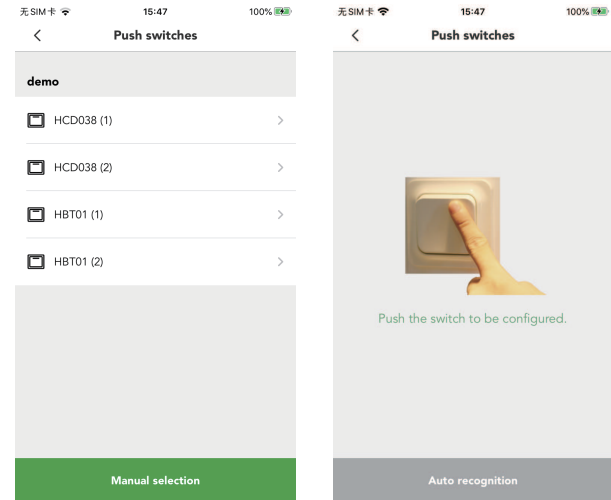 无SIM卡 15:47 100%
Push switches
demo
HCD038 (1)
HCD038 (2)
HBT01 (1)
HBT01 (2)
Manual selection
无SIM卡 15:47 100%
Push switches
Push the switch to be configured.
Auto recognition